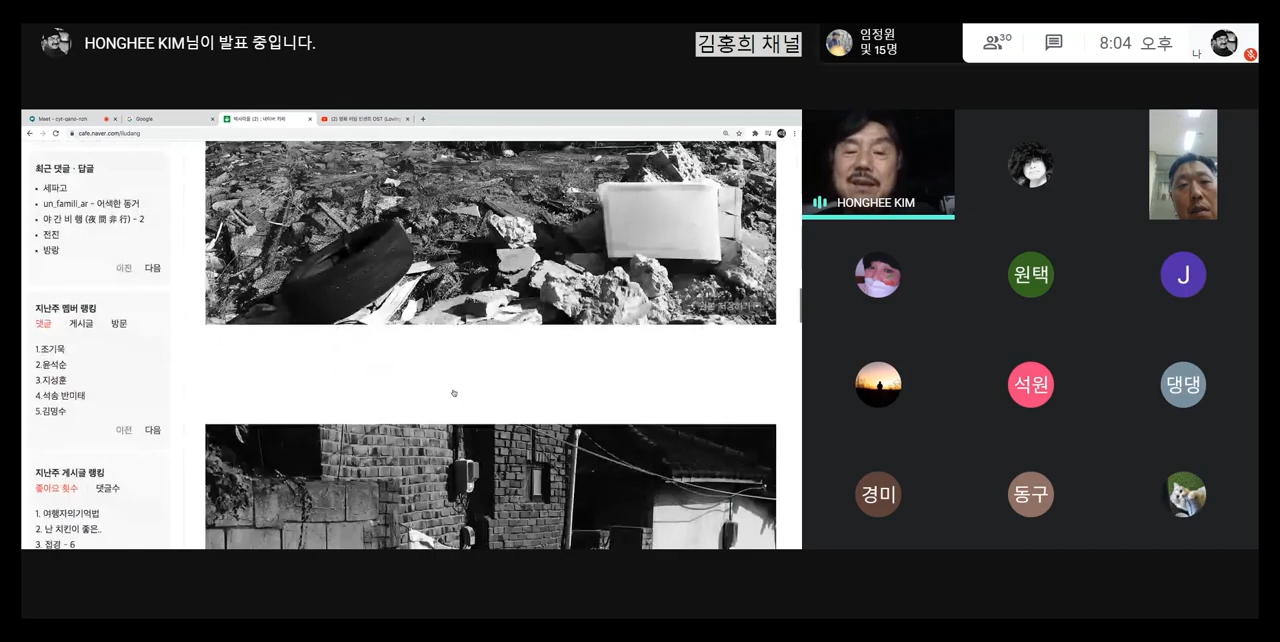 HONGHEE KIM님이 발표 중입니다.
김홍희 채널
임정원
및 15명
30
8:04 오후
나
Meet - cyt-qano-nzh
Google
cafe.naver.com/iludang
최근 댓글 · 답글
세파고
un_famill_ar - 어색한 동거
야 간 비 행 (夜 間 非 行) - 2
전진
방랑
이전 다음
지난주 멤버 랭킹
댓글 게시글 방문
1.조기욱
2.윤석순
3.지성훈
4.석송 반미태
5.김명수
이전 다음
지난주 게시글 랭킹
좋아요 횟수 댓글수
1. 여행자의기억법
2. 난 치킨이 좋은..
3. 접경 - 6
HONGHEE KIM
원택
J
석원
댕댕
경미
동구